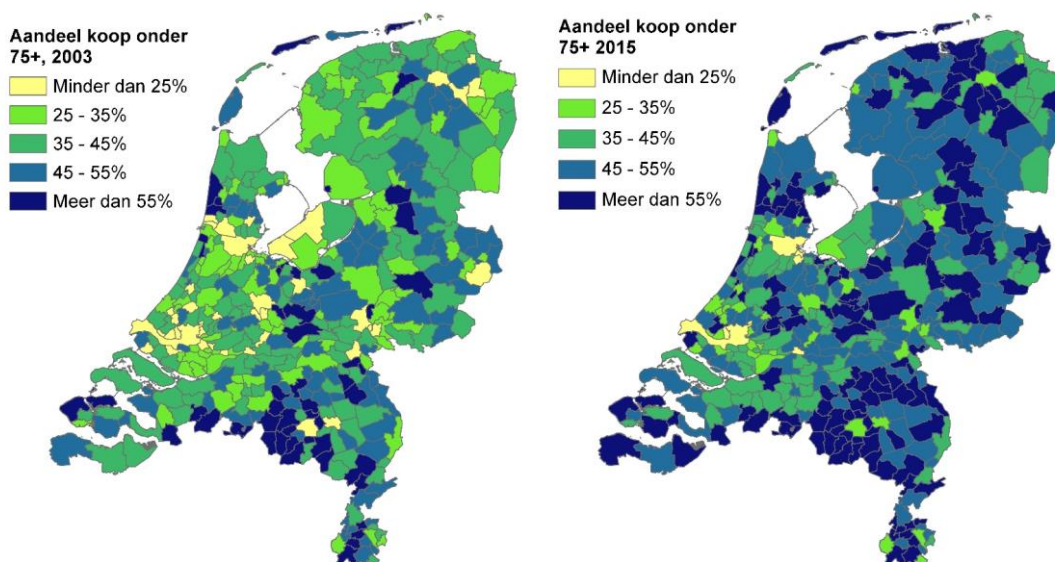 Aandeel koop onder
75+, 2003
Minder dan 25%
25 - 35%
35 - 45%
45 - 55%
Meer dan 55%
Aandeel koop onder
75+ 2015
Minder dan 25%
25 - 35%
35 - 45%
45 - 55%
Meer dan 55%